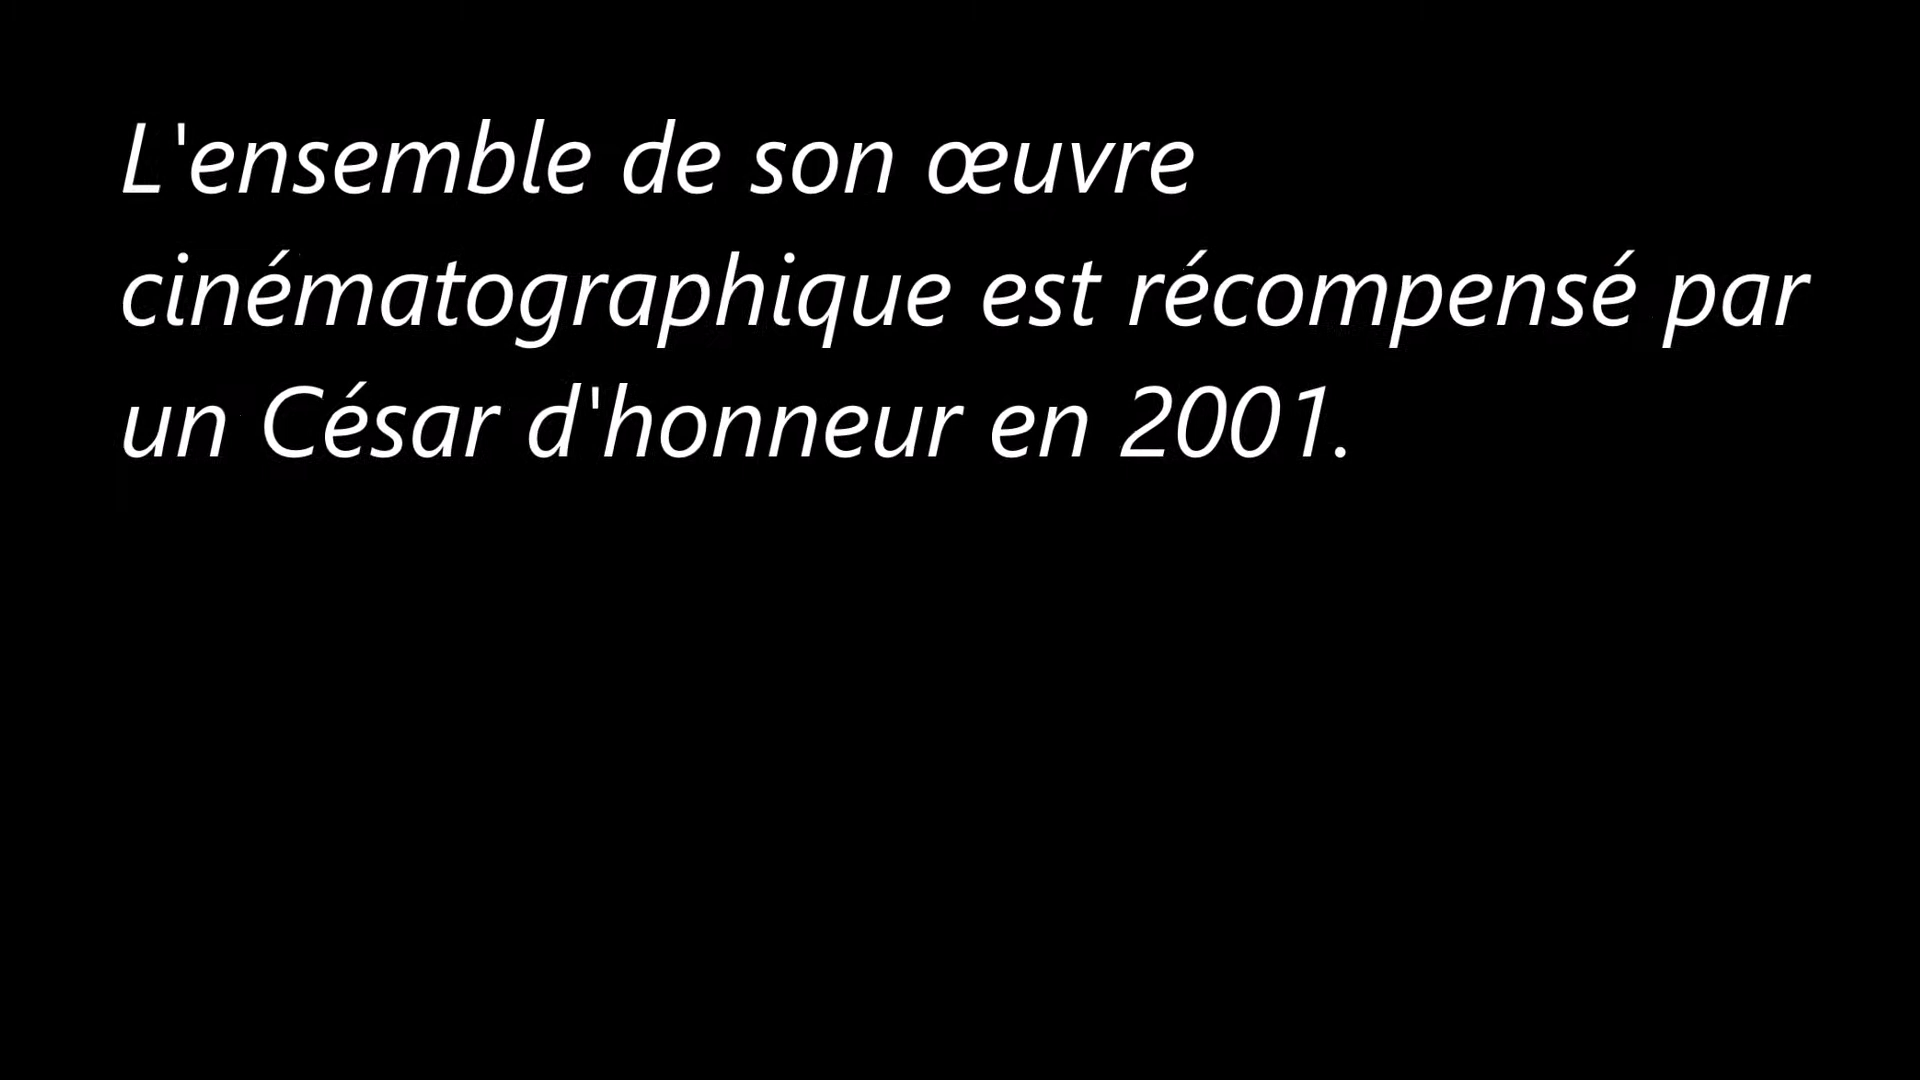 L'ensemble de son œuvre
cinématographique est récompensé par
un César d'honneur en 2001.